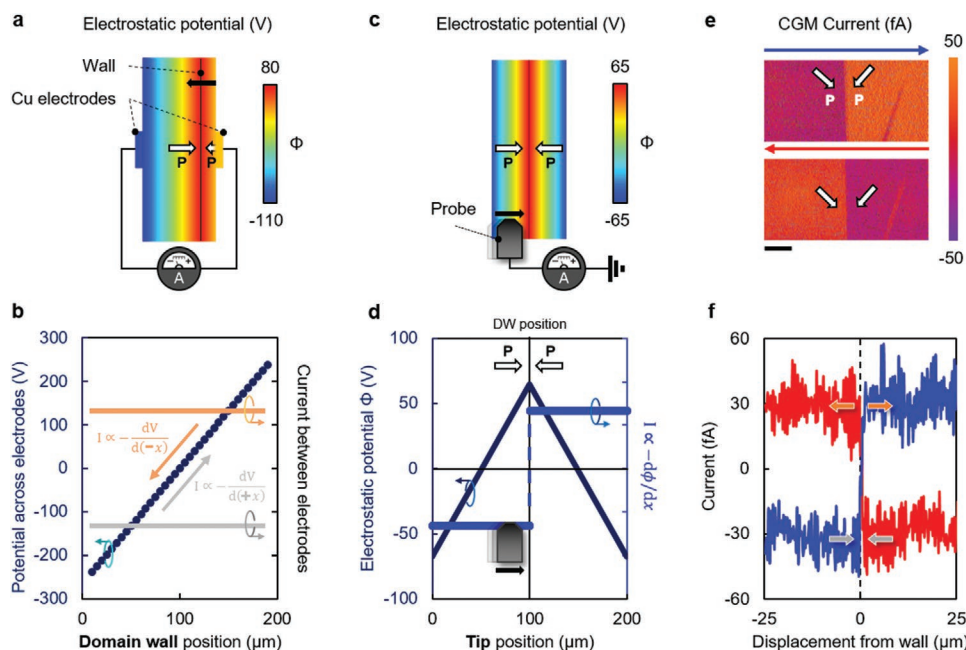 a
Electrostatic potential (V)
Wall
Cu electrodes
80
Φ
-110
P
P
A
c
Electrostatic potential (V)
65
Φ
-65
P
P
Probe
A
e
CGM Current (fA)
50
-50
P
P
b
Potential across electrodes (V)
300
200
100
0
-100
-200
-300
I ∝ − dV/d(−x)
I ∝ − dV/d(+x)
Current between electrodes
0
100
200
Domain wall position (µm)
d
DW position
P
P
Electrostatic potential Φ (V)
100
50
0
-50
-100
I ∝ −dϕ/dx
0
100
200
Tip position (µm)
f
Current (fA)
60
30
0
-30
-60
-25
0
25
Displacement from wall (µm)